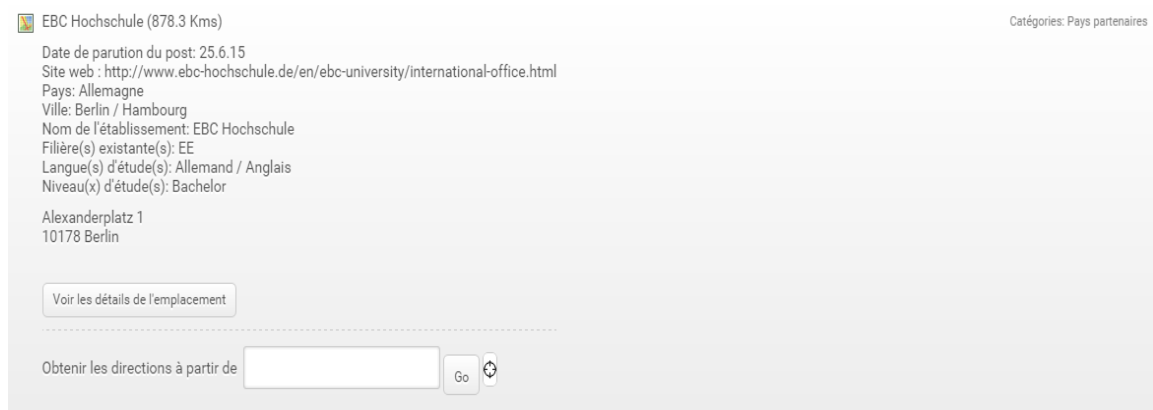 EBC Hochschule (878.3 Kms)
Catégories: Pays partenaires
Date de parution du post: 25.6.15
Site web : http://www.ebc-hochschule.de/en/ebc-university/international-office.html
Pays: Allemagne
Ville: Berlin / Hambourg
Nom de l'établissement: EBC Hochschule
Filière(s) existante(s): EE
Langue(s) d'étude(s): Allemand / Anglais
Niveau(x) d'étude(s): Bachelor
Alexanderplatz 1
10178 Berlin
Voir les détails de l'emplacement
Obtenir les directions à partir de
Go